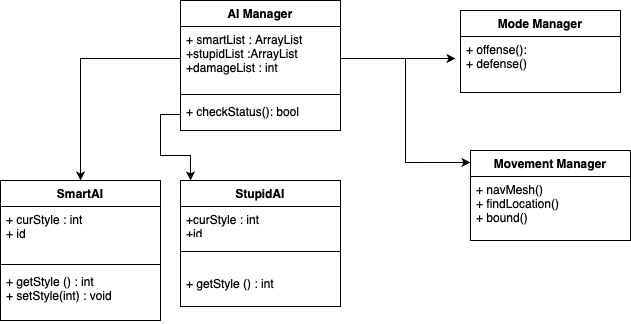 AI Manager
+ smartList : ArrayList
+stupidList :ArrayList
+damageList : int
+ checkStatus(): bool
Mode Manager
+ offense():
+ defense()
Movement Manager
+ navMesh()
+ findLocation()
+ bound()
SmartAI
+ curStyle : int
+ id
+ getStyle () : int
+ setStyle(int) : void
StupidAI
+curStyle : int
+id
+ getStyle () : int